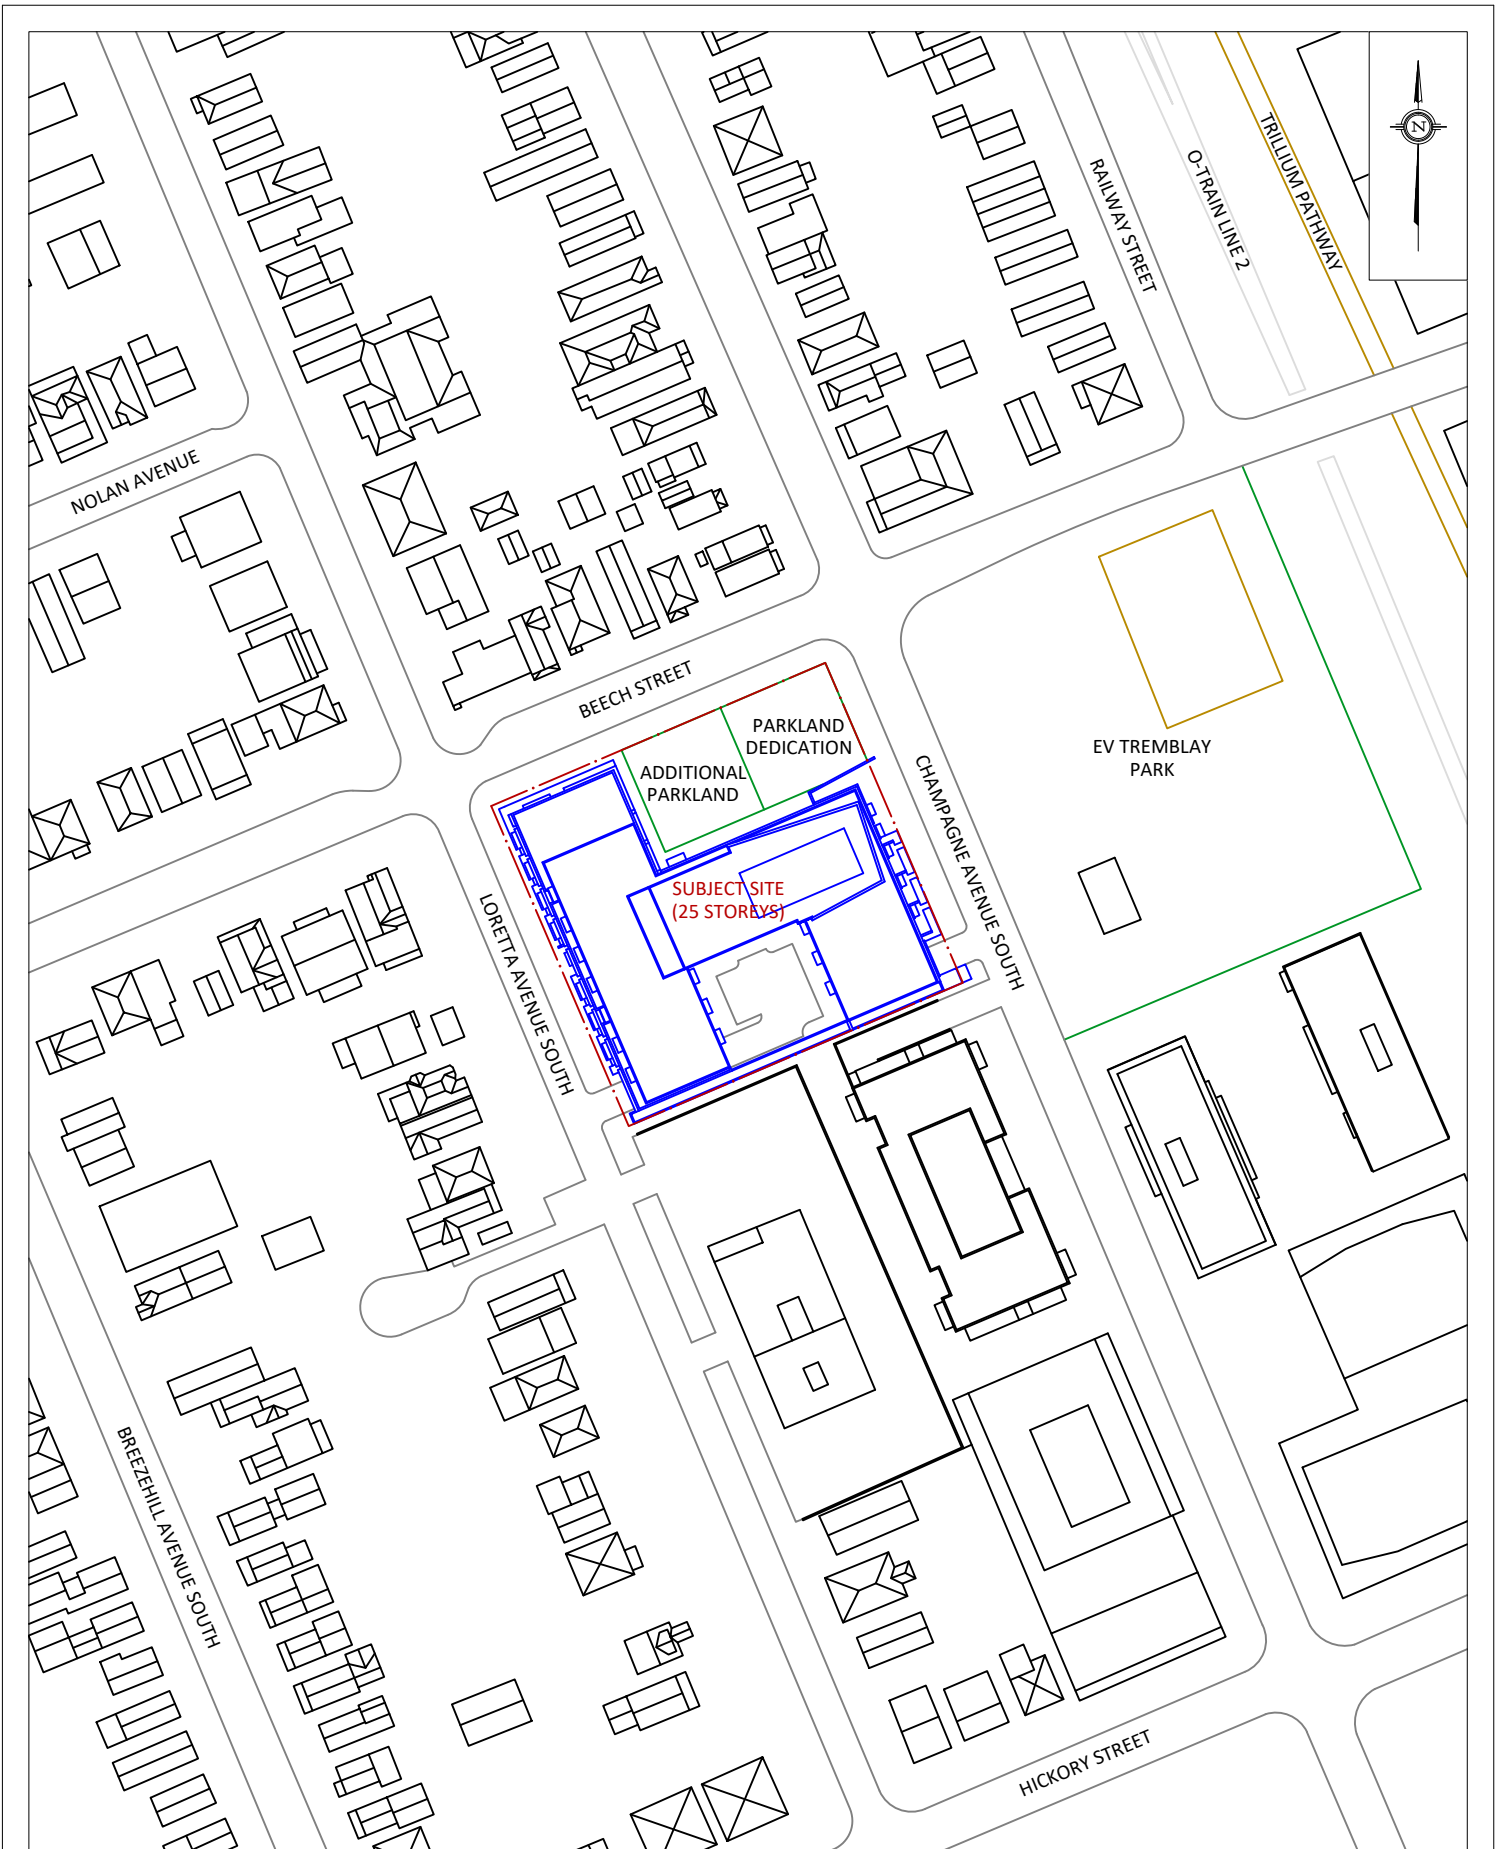 N
TRILLIUM PATHWAY
O-TRAIN LINE 2
RAILWAY STREET
NOLAN AVENUE
BEECH STREET
PARKLAND
DEDICATION
ADDITIONAL
PARKLAND
EV TREMBLAY
PARK
CHAMPAGNE AVENUE SOUTH
SUBJECT SITE
(25 STOREYS)
LORETTA AVENUE SOUTH
BREEZEHILL AVENUE SOUTH
HICKORY STREET